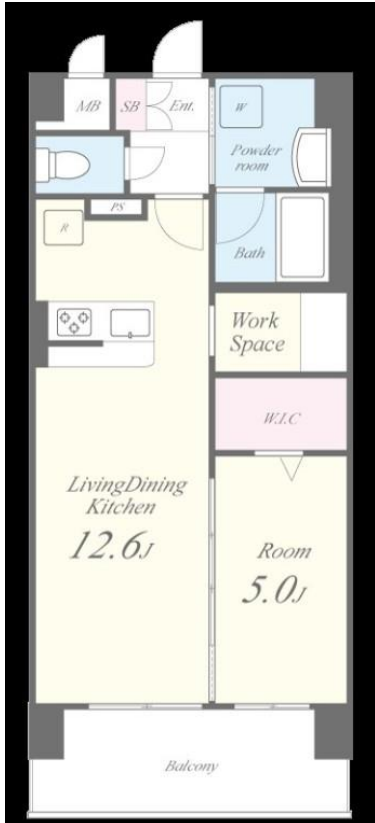 MB
SB
Ent.
W
Powder
room
PS
R
Bath
Work
Space
W.I.C
LivingDining
Kitchen
12.6J
Room
5.0J
Balcony